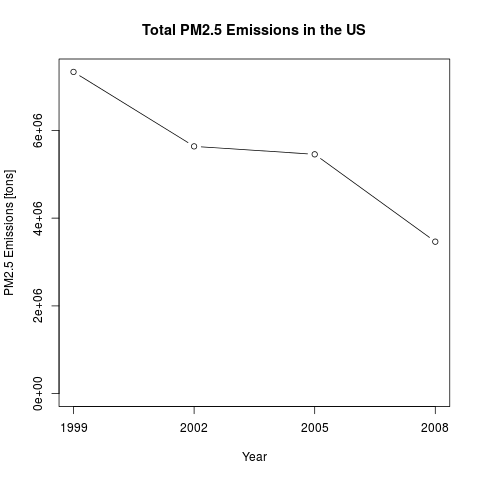 Total PM2.5 Emissions in the US
PM2.5 Emissions [tons]
6e+06
4e+06
2e+06
0e+00
1999 2002 2005 2008
Year